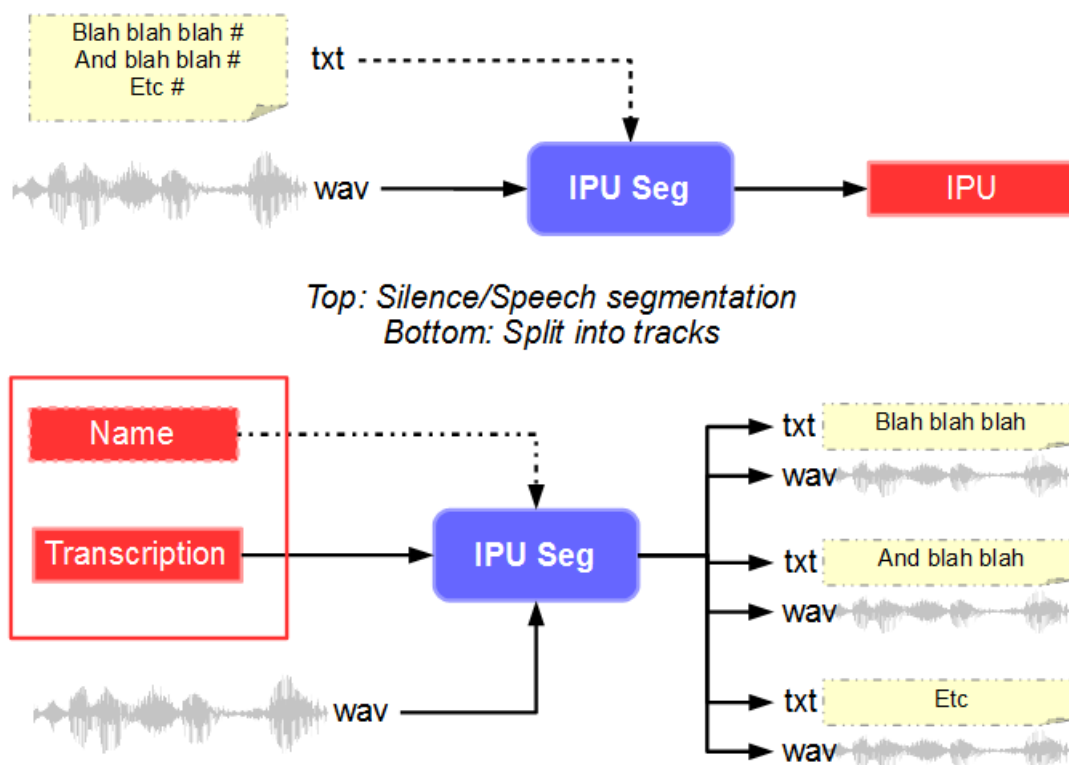 Blah blah blah #
And blah blah #
Etc #
txt
wav
IPU Seg
IPU
Top: Silence/Speech segmentation
Bottom: Split into tracks
Name
Transcription
wav
IPU Seg
txt
Blah blah blah
wav
txt
And blah blah
wav
txt
Etc
wav